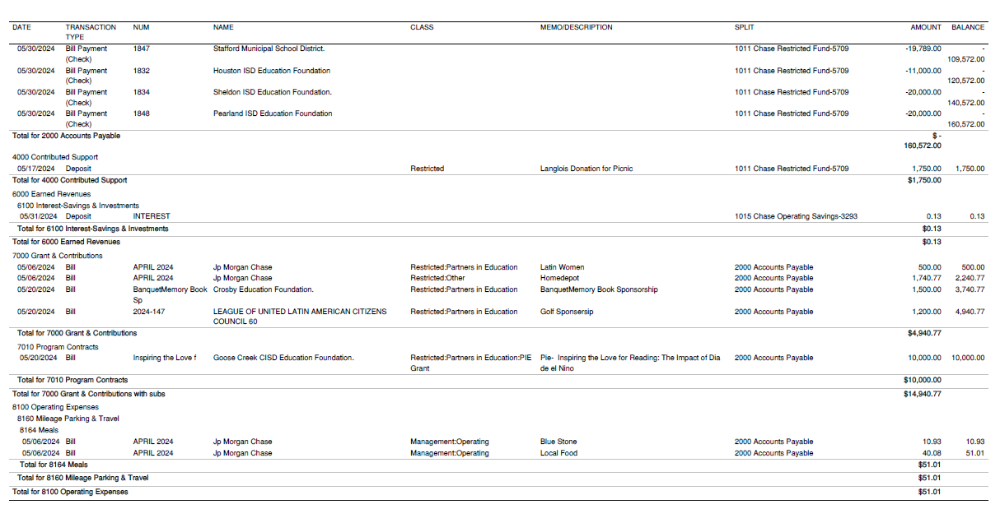 DATE TRANSACTION TYPE NUM NAME CLASS MEMO/DESCRIPTION SPLIT AMOUNT BALANCE
05/30/2024 Bill Payment (Check) 1847 Stafford Municipal School District. 1011 Chase Restricted Fund-5709 -19,789.00 -109,572.00
05/30/2024 Bill Payment (Check) 1832 Houston ISD Education Foundation 1011 Chase Restricted Fund-5709 -11,000.00 -120,572.00
05/30/2024 Bill Payment (Check) 1834 Sheldon ISD Education Foundation. 1011 Chase Restricted Fund-5709 -20,000.00 -140,572.00
05/30/2024 Bill Payment (Check) 1848 Pearland ISD Education Foundation 1011 Chase Restricted Fund-5709 -20,000.00 -160,572.00
Total for 2000 Accounts Payable $ -160,572.00
4000 Contributed Support
05/17/2024 Deposit Restricted Langlois Donation for Picnic 1011 Chase Restricted Fund-5709 1,750.00 1,750.00
Total for 4000 Contributed Support $1,750.00
6000 Earned Revenues
6100 Interest-Savings & Investments
05/31/2024 Deposit INTEREST 1015 Chase Operating Savings-3293 0.13 0.13
Total for 6100 Interest-Savings & Investments $0.13
Total for 6000 Earned Revenues $0.13
7000 Grant & Contributions
05/06/2024 Bill APRIL 2024 Jp Morgan Chase Restricted:Partners in Education Latin Women 2000 Accounts Payable 500.00 500.00
05/06/2024 Bill APRIL 2024 Jp Morgan Chase Restricted:Other Homedepot 2000 Accounts Payable 1,740.77 2,240.77
05/20/2024 Bill BanquetMemory Book Sp Crosby Education Foundation. Restricted:Partners in Education BanquetMemory Book Sponsorship 2000 Accounts Payable 1,500.00 3,740.77
05/20/2024 Bill 2024-147 LEAGUE OF UNITED LATIN AMERICAN CITIZENS COUNCIL 60 Restricted:Partners in Education Golf Sponsersip 2000 Accounts Payable 1,200.00 4,940.77
Total for 7000 Grant & Contributions $4,940.77
7010 Program Contracts
05/20/2024 Bill Inspiring the Love f Goose Creek CISD Education Foundation. Restricted:Partners in Education:PIE Grant Pie- Inspiring the Love for Reading: The Impact of Dia de el Nino 2000 Accounts Payable 10,000.00 10,000.00
Total for 7010 Program Contracts $10,000.00
Total for 7000 Grant & Contributions with subs $14,940.77
8100 Operating Expenses
8160 Mileage Parking & Travel
8164 Meals
05/06/2024 Bill APRIL 2024 Jp Morgan Chase Management:Operating Blue Stone 2000 Accounts Payable 10.93 10.93
05/06/2024 Bill APRIL 2024 Jp Morgan Chase Management:Operating Local Food 2000 Accounts Payable 40.08 51.01
Total for 8164 Meals $51.01
Total for 8160 Mileage Parking & Travel $51.01
Total for 8100 Operating Expenses $51.01